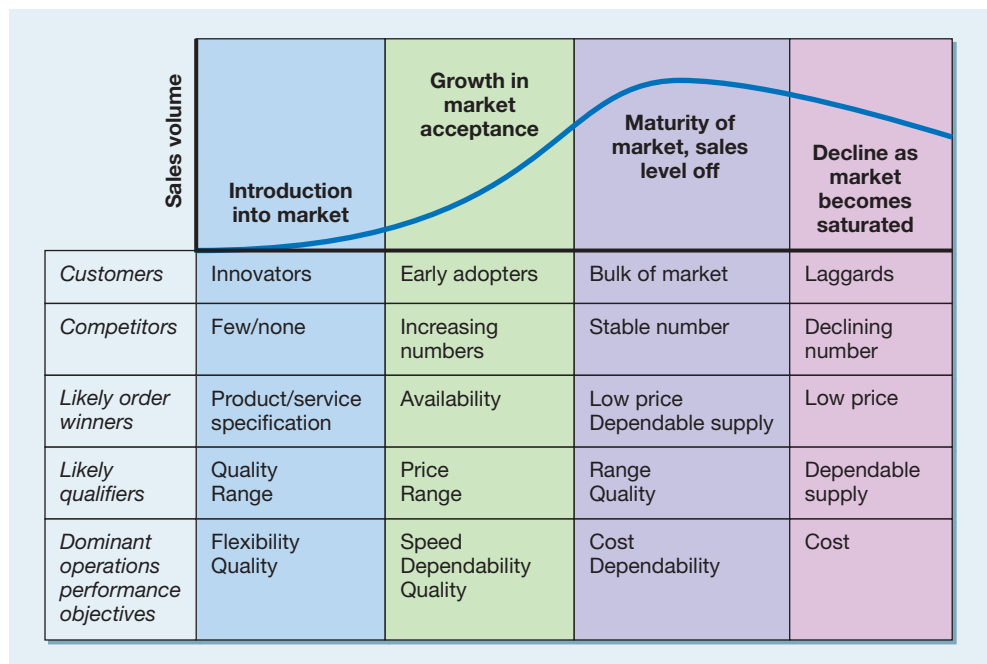 Sales volume
Introduction
into market
Growth in
market
acceptance
Maturity of
market, sales
level off
Decline as
market
becomes
saturated
Customers
Innovators
Early adopters
Bulk of market
Laggards
Competitors
Few/none
Increasing
numbers
Stable number
Declining
number
Likely order
winners
Product/service
specification
Availability
Low price
Dependable supply
Low price
Likely
qualifiers
Quality
Range
Price
Range
Range
Quality
Dependable
supply
Dominant
operations
performance
objectives
Flexibility
Quality
Speed
Dependability
Quality
Cost
Dependability
Cost